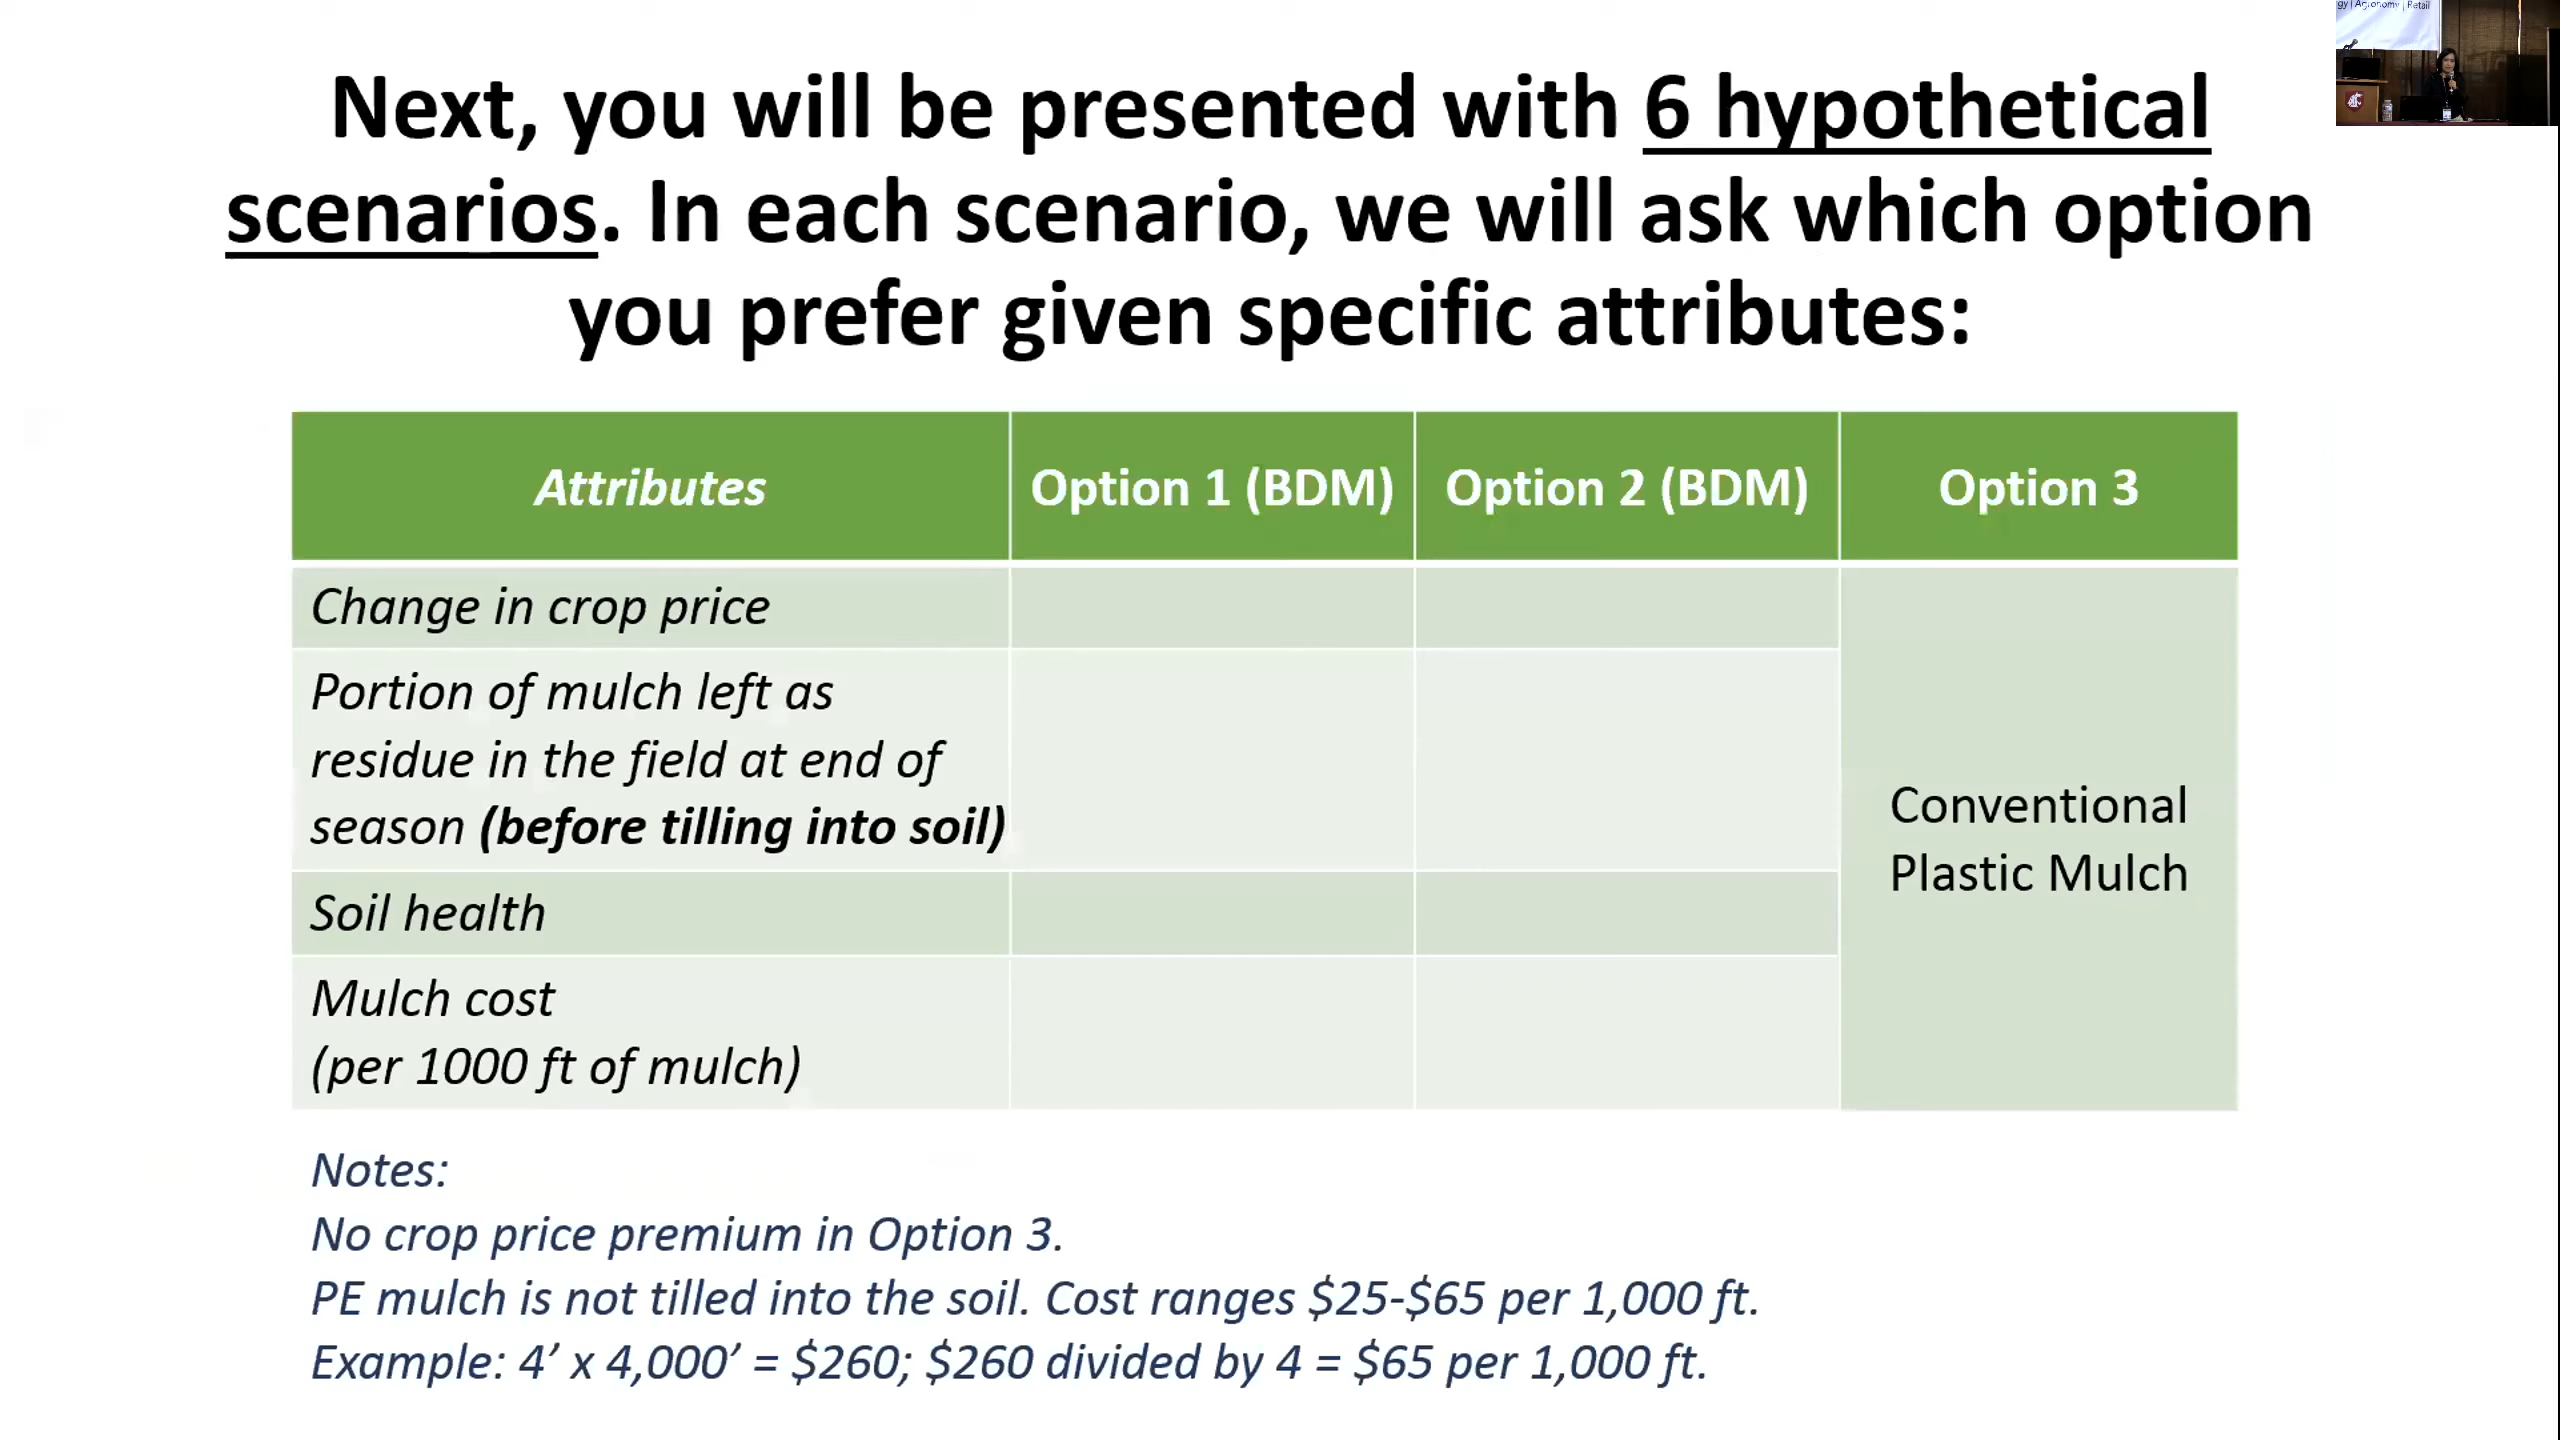 gy | Agronomy | Retail
Next, you will be presented with 6 hypothetical
scenarios. In each scenario, we will ask which option
you prefer given specific attributes:
Attributes
Option 1 (BDM)
Option 2 (BDM)
Option 3
Change in crop price
Portion of mulch left as
residue in the field at end of
season (before tilling into soil)
Soil health
Mulch cost
(per 1000 ft of mulch)
Conventional
Plastic Mulch
Notes:
No crop price premium in Option 3.
PE mulch is not tilled into the soil. Cost ranges $25-$65 per 1,000 ft.
Example: 4’ x 4,000’ = $260; $260 divided by 4 = $65 per 1,000 ft.